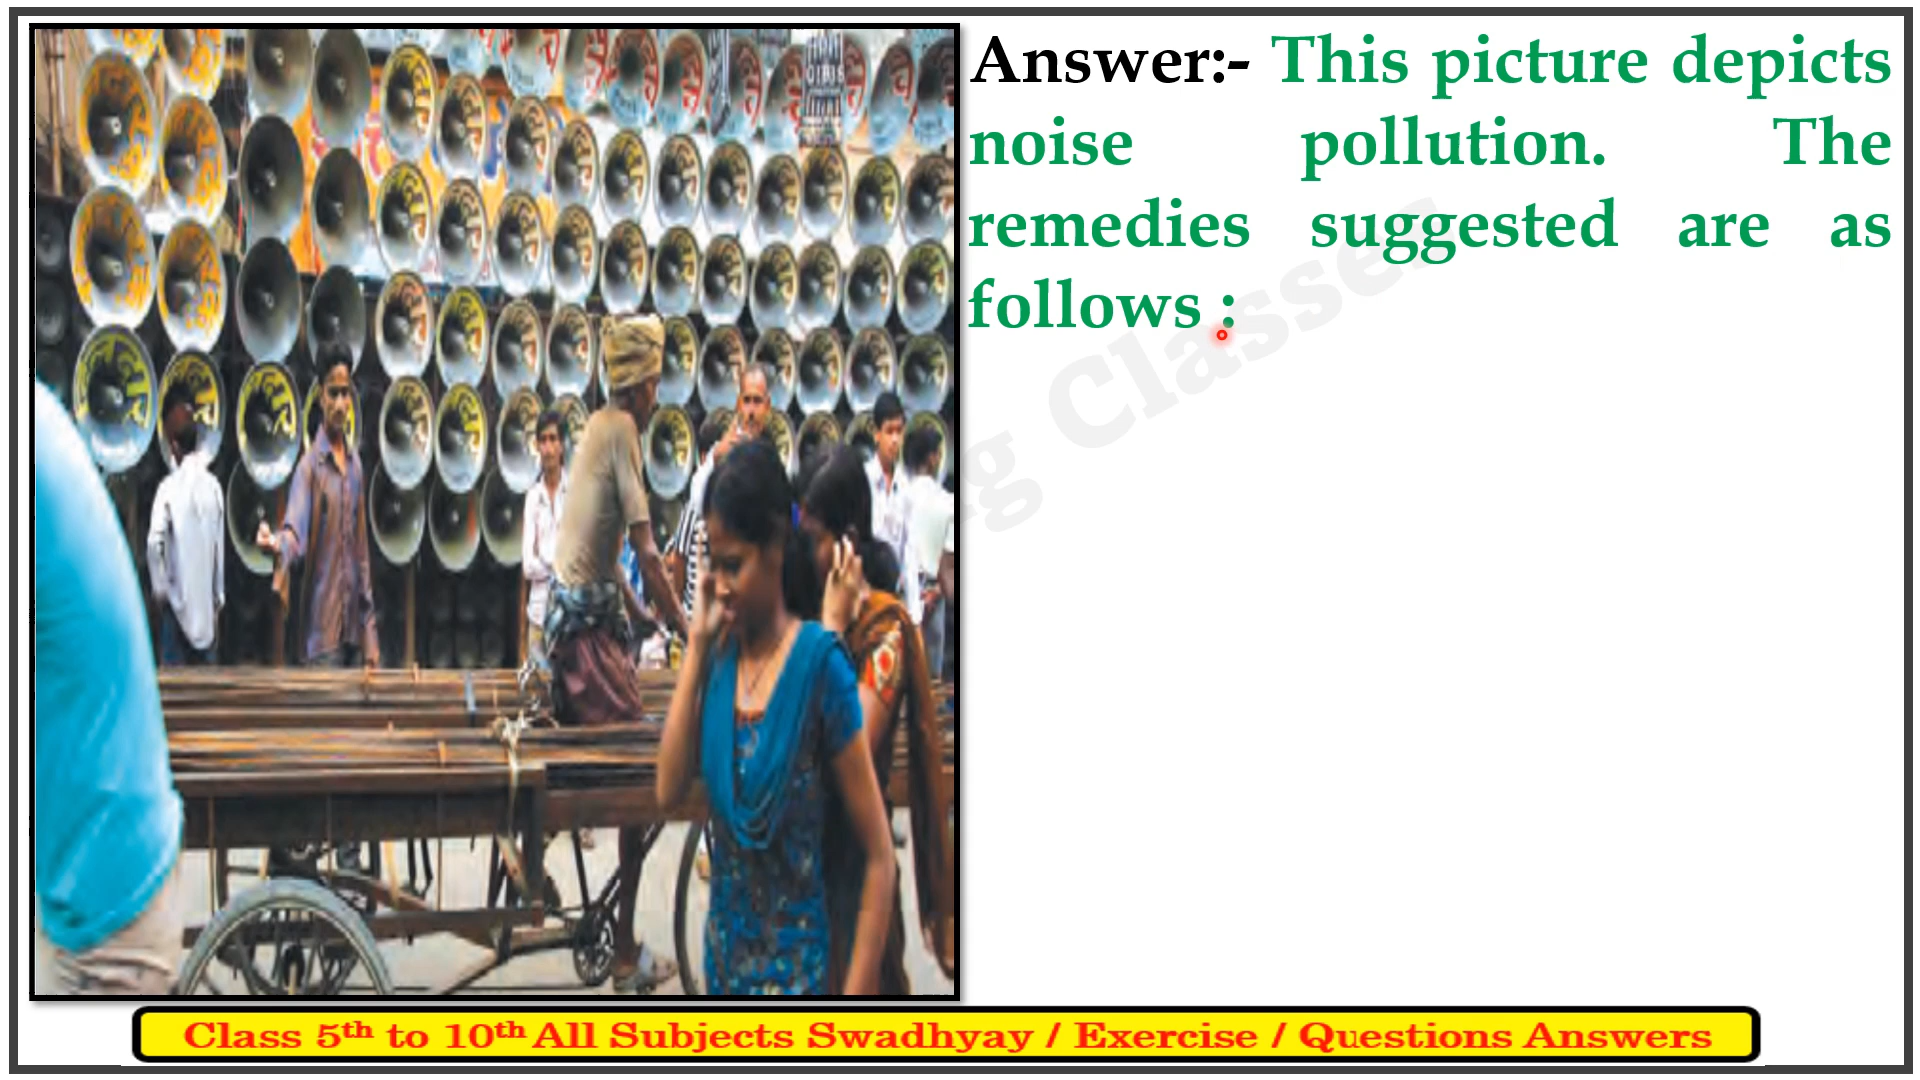 Answer:- This picture depicts
noise pollution. The
remedies suggested are as
follows :
g Classes
Class 5th to 10th All Subjects Swadhyay / Exercise / Questions Answers